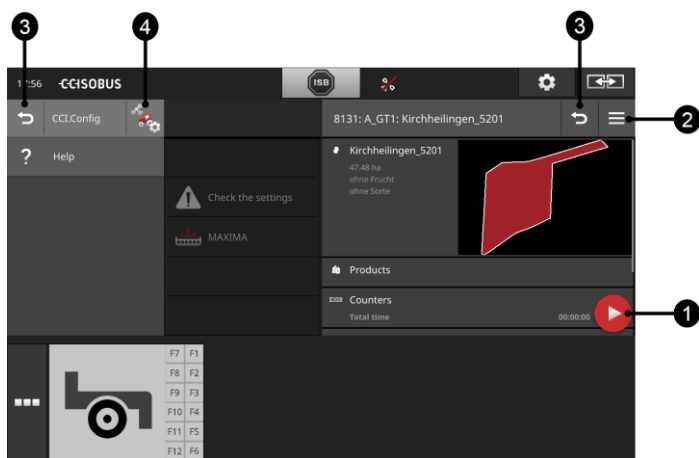 3
4
3
17:56
CCISOBUS
ISB
CCI.Config
8131: A_GT1: Kirchheilingen_5201
2
? Help
Kirchheilingen_5201
47.48 ha
ohne Frucht
ohne Sorte
Check the settings
MAXIMA
Products
Counters
Total time 00:00:00
1
F7 F1
F8 F2
F9 F3
F10 F4
F11 F5
F12 F6